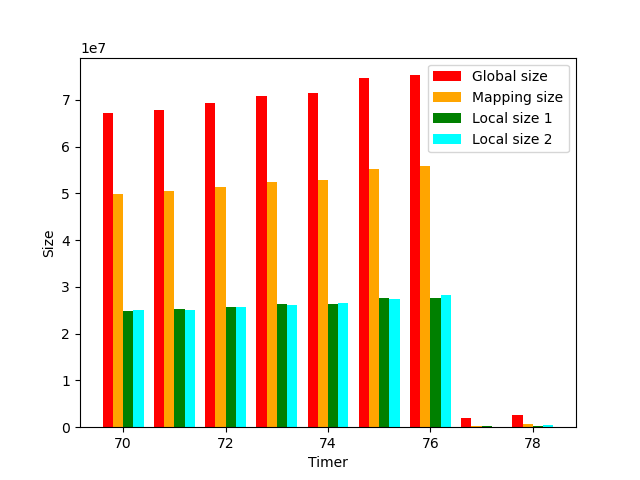 1e7
7
6
5
4
3
2
1
0
Size
70
72
74
76
78
Timer
Global size
Mapping size
Local size 1
Local size 2